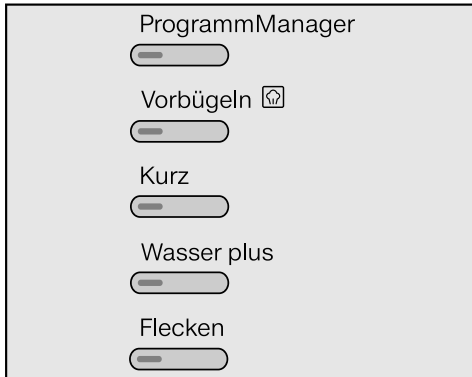 ProgrammManager
Vorbügeln
Kurz
Wasser plus
Flecken